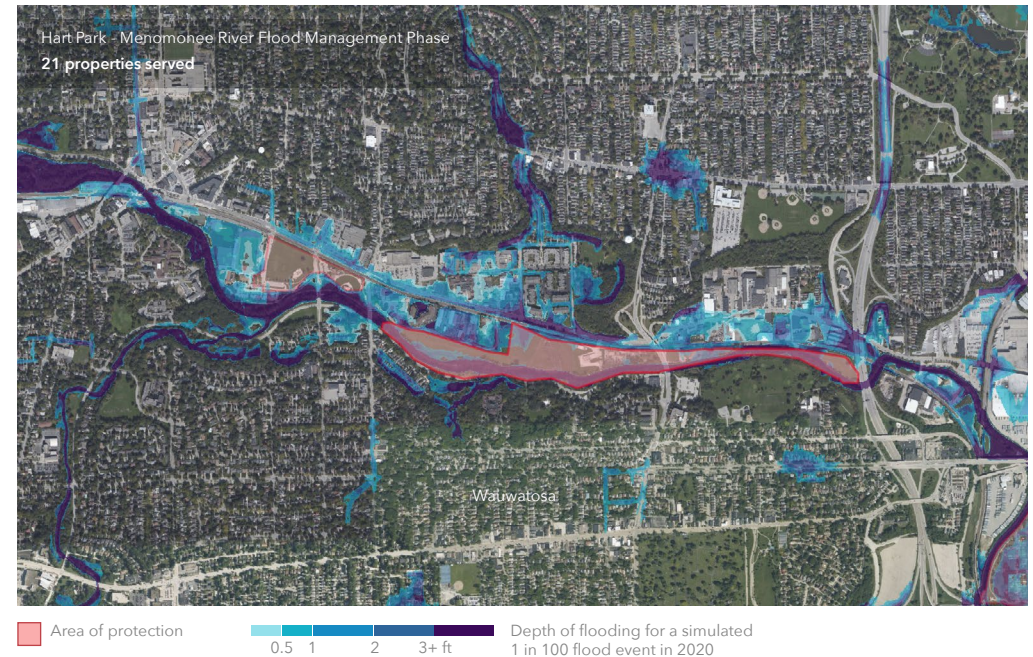 Hart Park - Menomonee River Flood Management Phase
21 properties served
Wauwatosa
Area of protection
0.5 1 2 3+ ft
Depth of flooding for a simulated
1 in 100 flood event in 2020